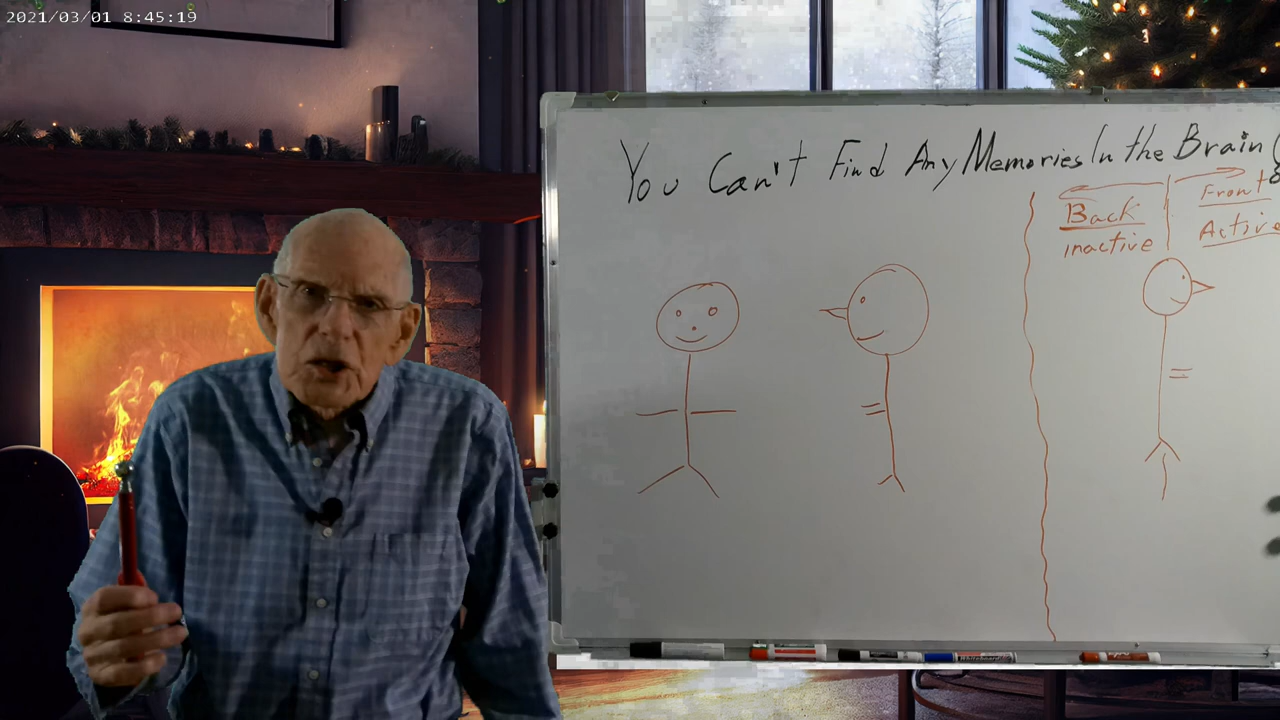 2021/03/01 8:45:19
You Can't Find Any Memories In the Brain (
Back
inactive
Front
Active